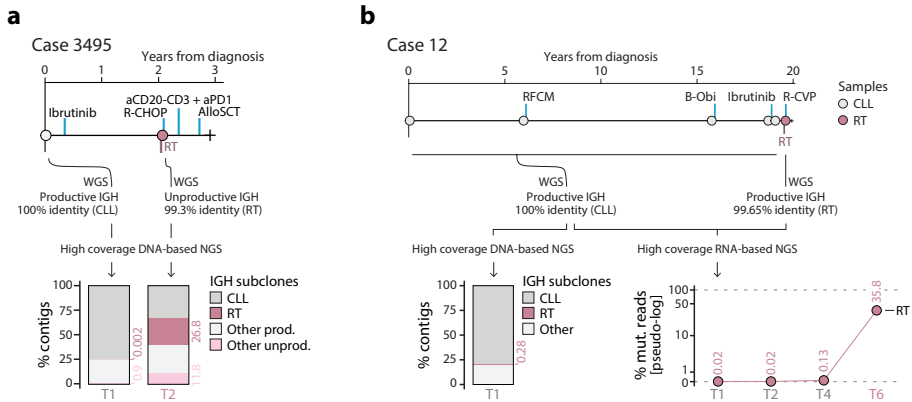 a
Case 3495
Years from diagnosis
0 1 2 3
aCD20-CD3 + aPD1
Ibrutinib R-CHOP AlloSCT
RT
WGS WGS
Productive IGH Unproductive IGH
100% identity (CLL) 99.3% identity (RT)
High coverage DNA-based NGS
IGH subclones
CLL
RT
Other prod.
Other unprod.
% contigs
100
75
50
25
0
0.002
0.9
26.8
11.8
T1 T2
b
Case 12
Years from diagnosis
0 5 10 15 20
RFCM B-Obi Ibrutinib R-CVP
RT
Samples
CLL
RT
WGS WGS
Productive IGH Productive IGH
100% identity (CLL) 99.65% identity (RT)
High coverage DNA-based NGS High coverage RNA-based NGS
IGH subclones
CLL
RT
Other
% contigs
100
75
50
25
0
0.28
T1
% mut. reads
[pseudo-log]
100
50
10
1
0
0.02 0.02 0.13 35.8
RT
T1 T2 T4 T6